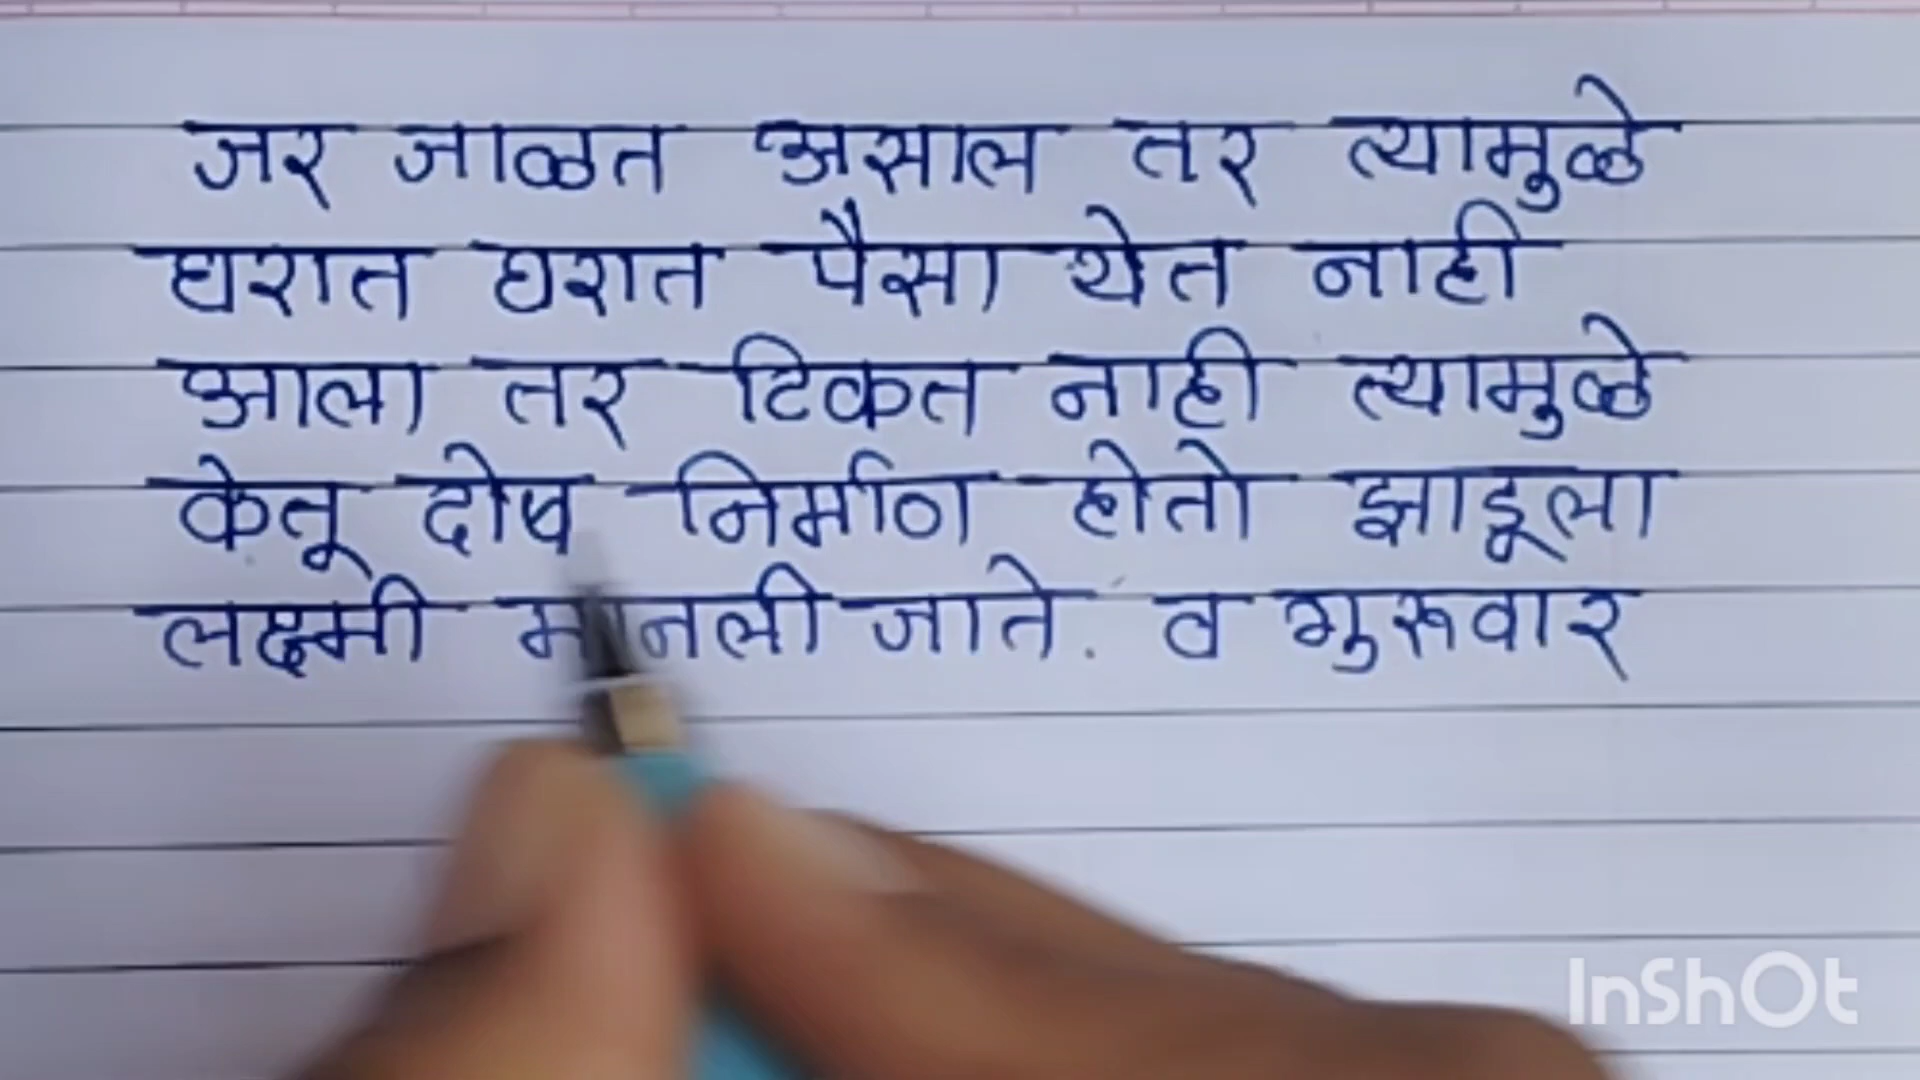 जर जाळत असाल तर त्यामुळे
घरात घरात पैसा येत नाही
आला तर टिकत नाही त्यामुळे
केतू दोष निर्माण होतो झाडूला
लक्ष्मी मानली जाते. व गुरूवार
InShOt